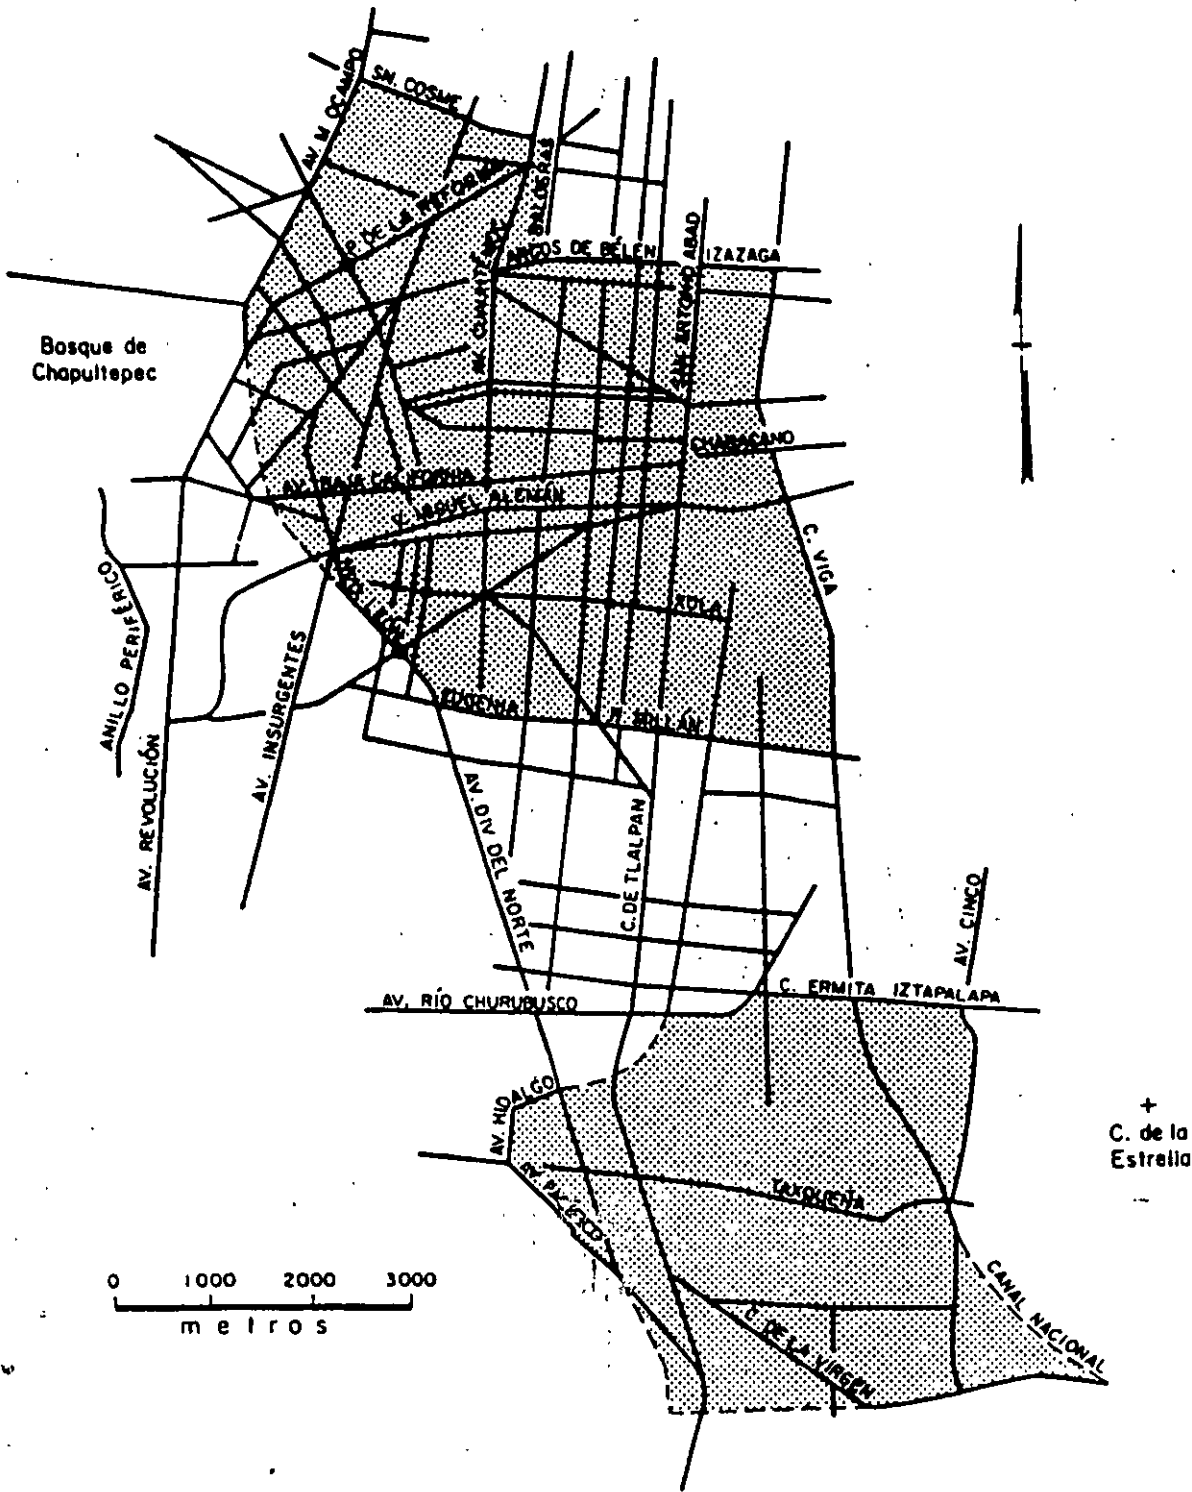 SN. COSME
AV. M. OCAMPO
P. DE LA REFORMA
BALDERAS
ARCOS DE BÉLEN
IZAZAGA
SAN ANTONIO ABAD
AV. CUAUHTEMOC
Bosque de
Chapultepec
CHABACANO
AV. BAJA CALIFORNIA
V. MIGUEL ALEMÁN
C. VIGA
XOLA
ANILLO PERIFÉRICO
AV. INSURGENTES
EUGENIA
AV. REVOLUCIÓN
AV. DIV DEL NORTE
C. DE TLALPAN
AV. CINCO
C. ERMITA IZTAPALAPA
AV. RÍO CHURUBUSCO
AV. HIDALGO
+
C. de la
Estrella
TAXQUEÑA
AV. PACÍFICO
0 1000 2000 3000
metros
CANAL NACIONAL
C. DE LA VIRGEN